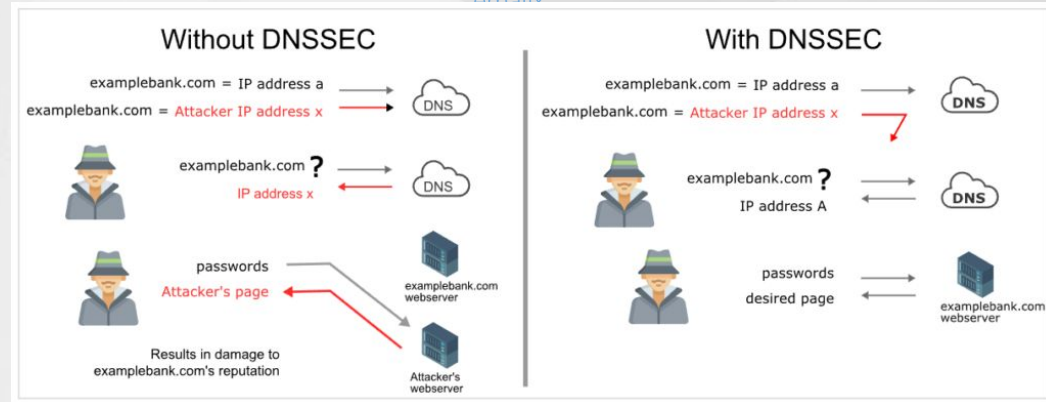 Without DNSSEC
examplebank.com = IP address a
DNS
examplebank.com = Attacker IP address x
examplebank.com ?
IP address x
DNS
passwords
Attacker's page
examplebank.com
webserver
Results in damage to
examplebank.com's reputation
Attacker's
webserver
With DNSSEC
examplebank.com = IP address a
DNS
examplebank.com = Attacker IP address x
examplebank.com ?
IP address A
DNS
passwords
desired page
examplebank.com
webserver